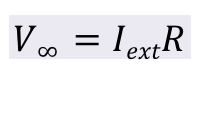 V∞ = IextR